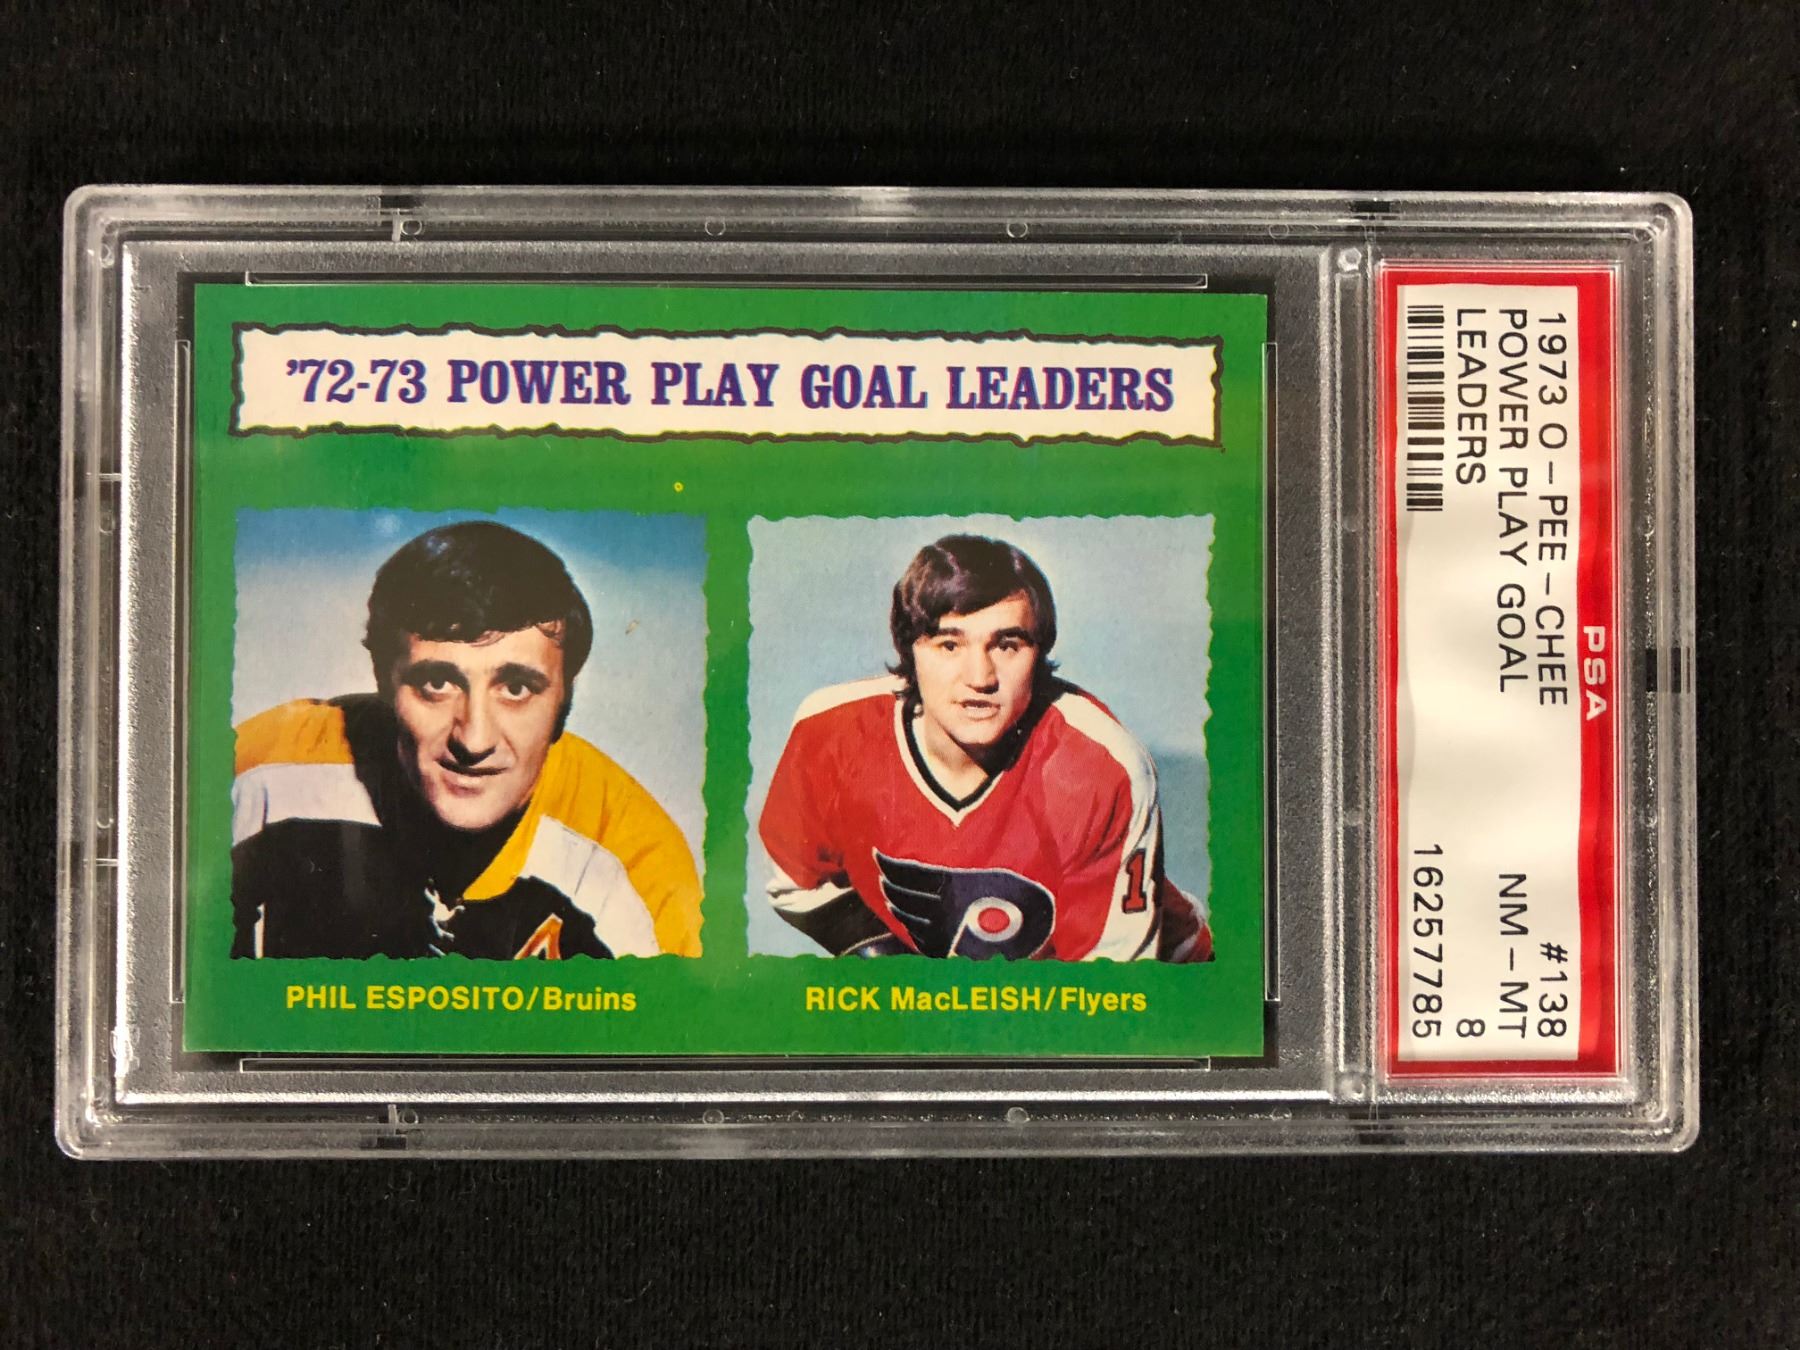 '72-73 POWER PLAY GOAL LEADERS
PHIL ESPOSITO/Bruins
RICK MacLEISH/Flyers
1
PSA
1973 O-PEE-CHEE #138
POWER PLAY GOAL NM-MT
LEADERS 8
16257785